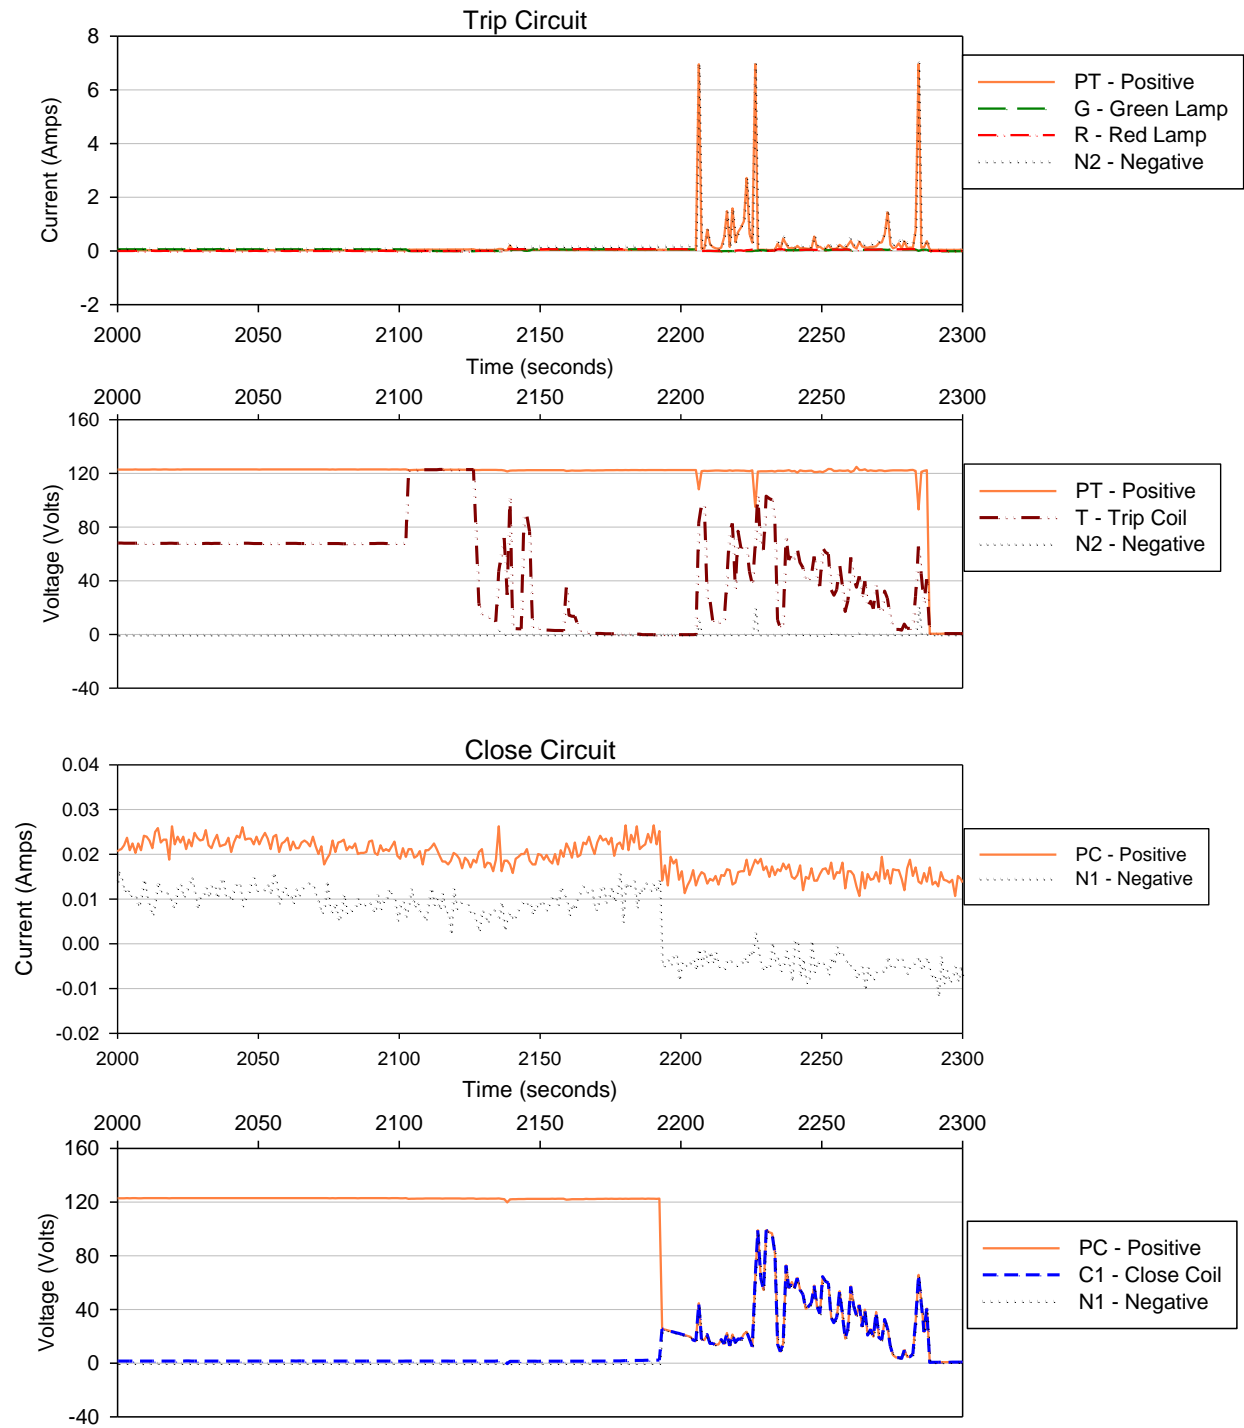 Trip Circuit
8
6
4
2
0
-2
Current (Amps)
2000 2050 2100 2150 2200 2250 2300
Time (seconds)
PT - Positive
G - Green Lamp
R - Red Lamp
N2 - Negative
2000 2050 2100 2150 2200 2250 2300
160
120
80
40
0
-40
Voltage (Volts)
PT - Positive
T - Trip Coil
N2 - Negative
Close Circuit
0.04
0.03
0.02
0.01
0.00
-0.01
-0.02
Current (Amps)
2000 2050 2100 2150 2200 2250 2300
Time (seconds)
PC - Positive
N1 - Negative
2000 2050 2100 2150 2200 2250 2300
160
120
80
40
0
-40
Voltage (Volts)
PC - Positive
C1 - Close Coil
N1 - Negative